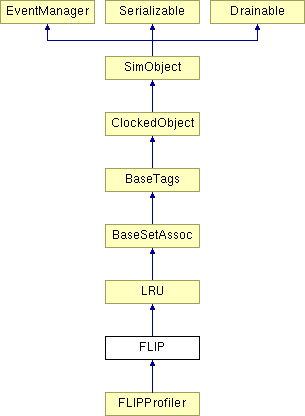 EventManager Serializable Drainable
SimObject
ClockedObject
BaseTags
BaseSetAssoc
LRU
FLIP
FLIPProfiler